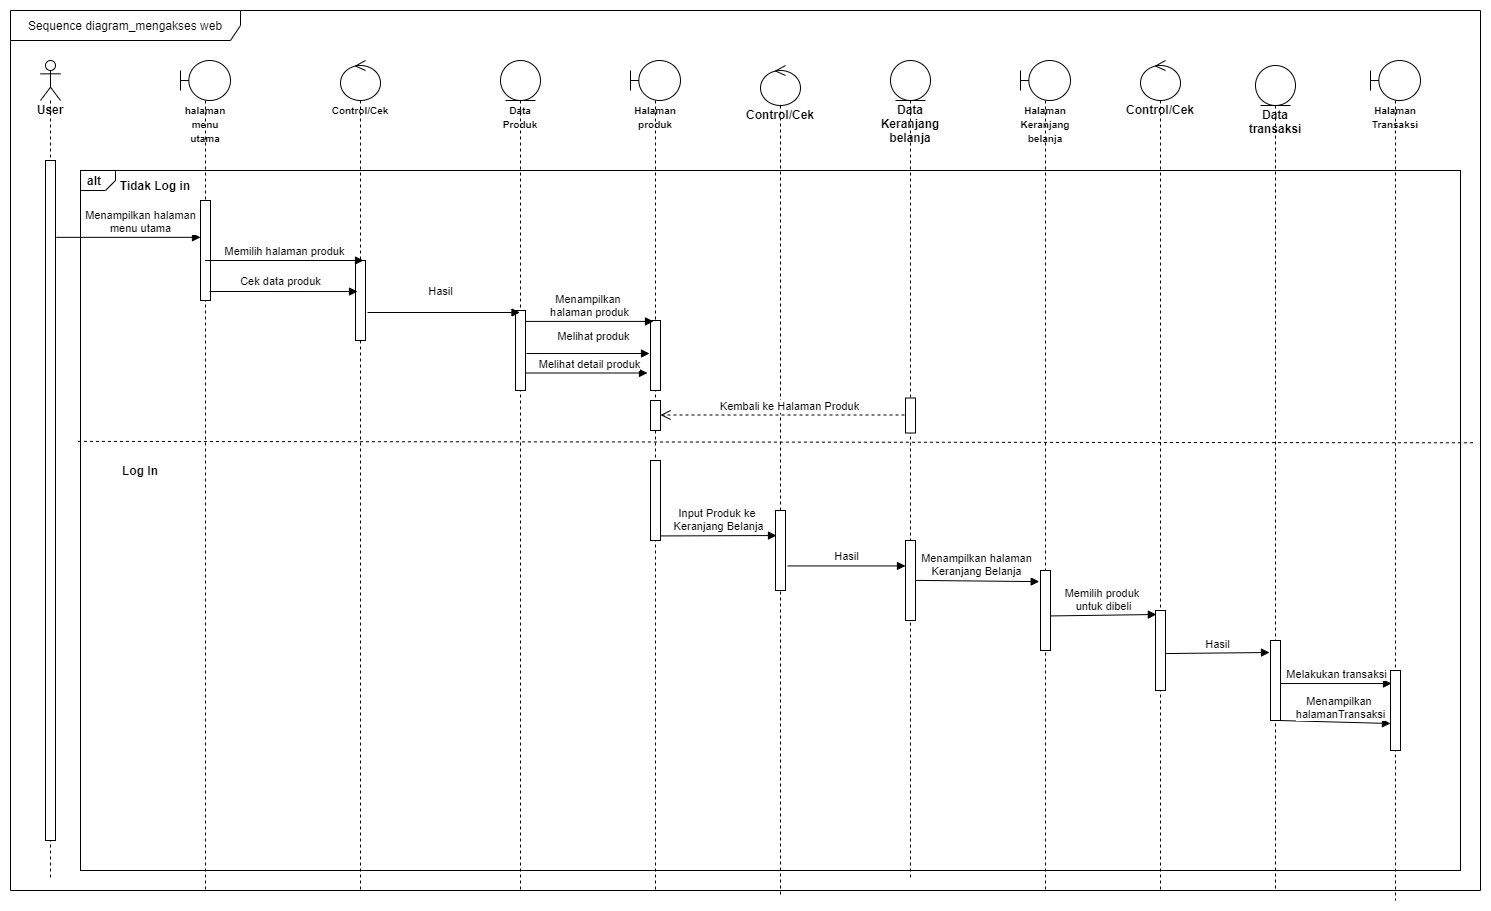 Sequence diagram_mengakses web
User
halaman
menu
utama
Control/Cek
Data
Produk
Halaman
produk
Control/Cek
Data
Keranjang
belanja
Halaman
Keranjang
belanja
Control/Cek
Data
transaksi
Halaman
Transaksi
alt
Tidak Log in
Menampilkan halaman
menu utama
Memilih halaman produk
Cek data produk
Hasil
Menampilkan
halaman produk
Melihat produk
Melihat detail produk
Kembali ke Halaman Produk
Log In
Input Produk ke
Keranjang Belanja
Hasil
Menampilkan halaman
Keranjang Belanja
Memilih produk
untuk dibeli
Hasil
Melakukan transaksi
Menampilkan
halamanTransaksi